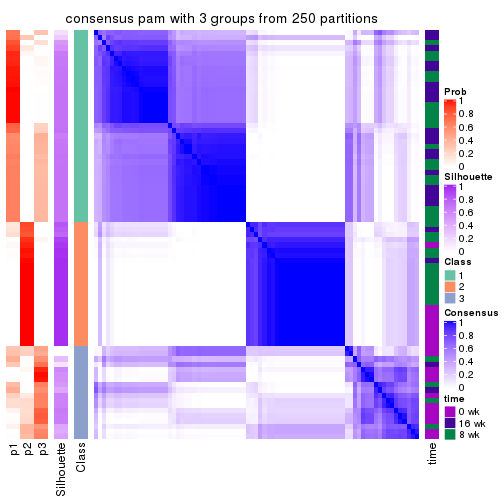 consensus pam with 3 groups from 250 partitions
Prob
1
0.8
0.6
0.4
0.2
0
Silhouette
1
0.8
0.6
0.4
0.2
0
Class
1
2
3
Consensus
1
0.8
0.6
0.4
0.2
0
time
0 wk
16 wk
8 wk
p1
p2
p3
Silhouette
Class
time